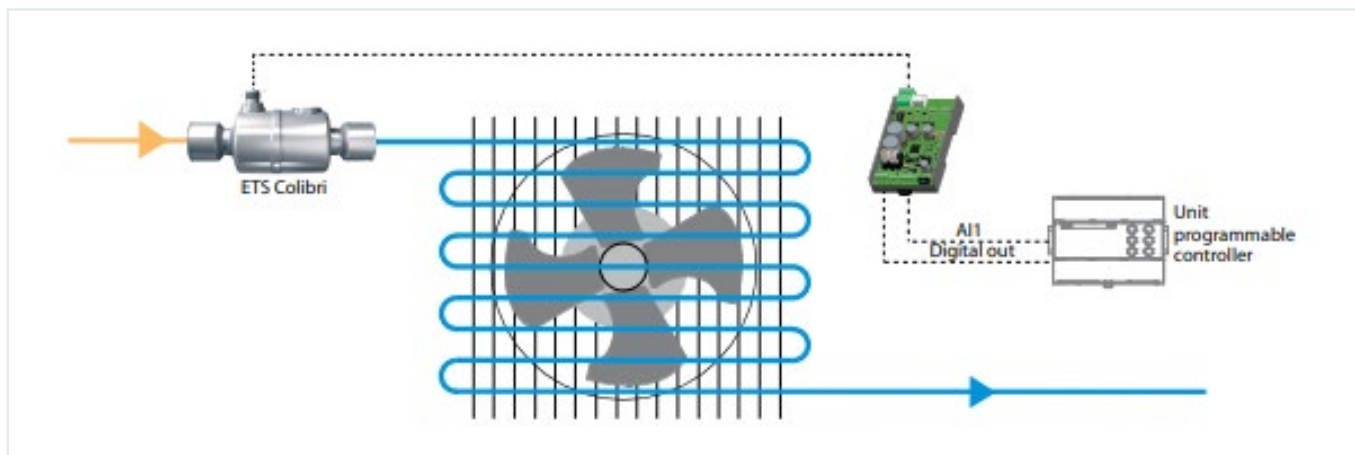 ETS Colibri
AI1
Digital out
Unit
programmable
controller